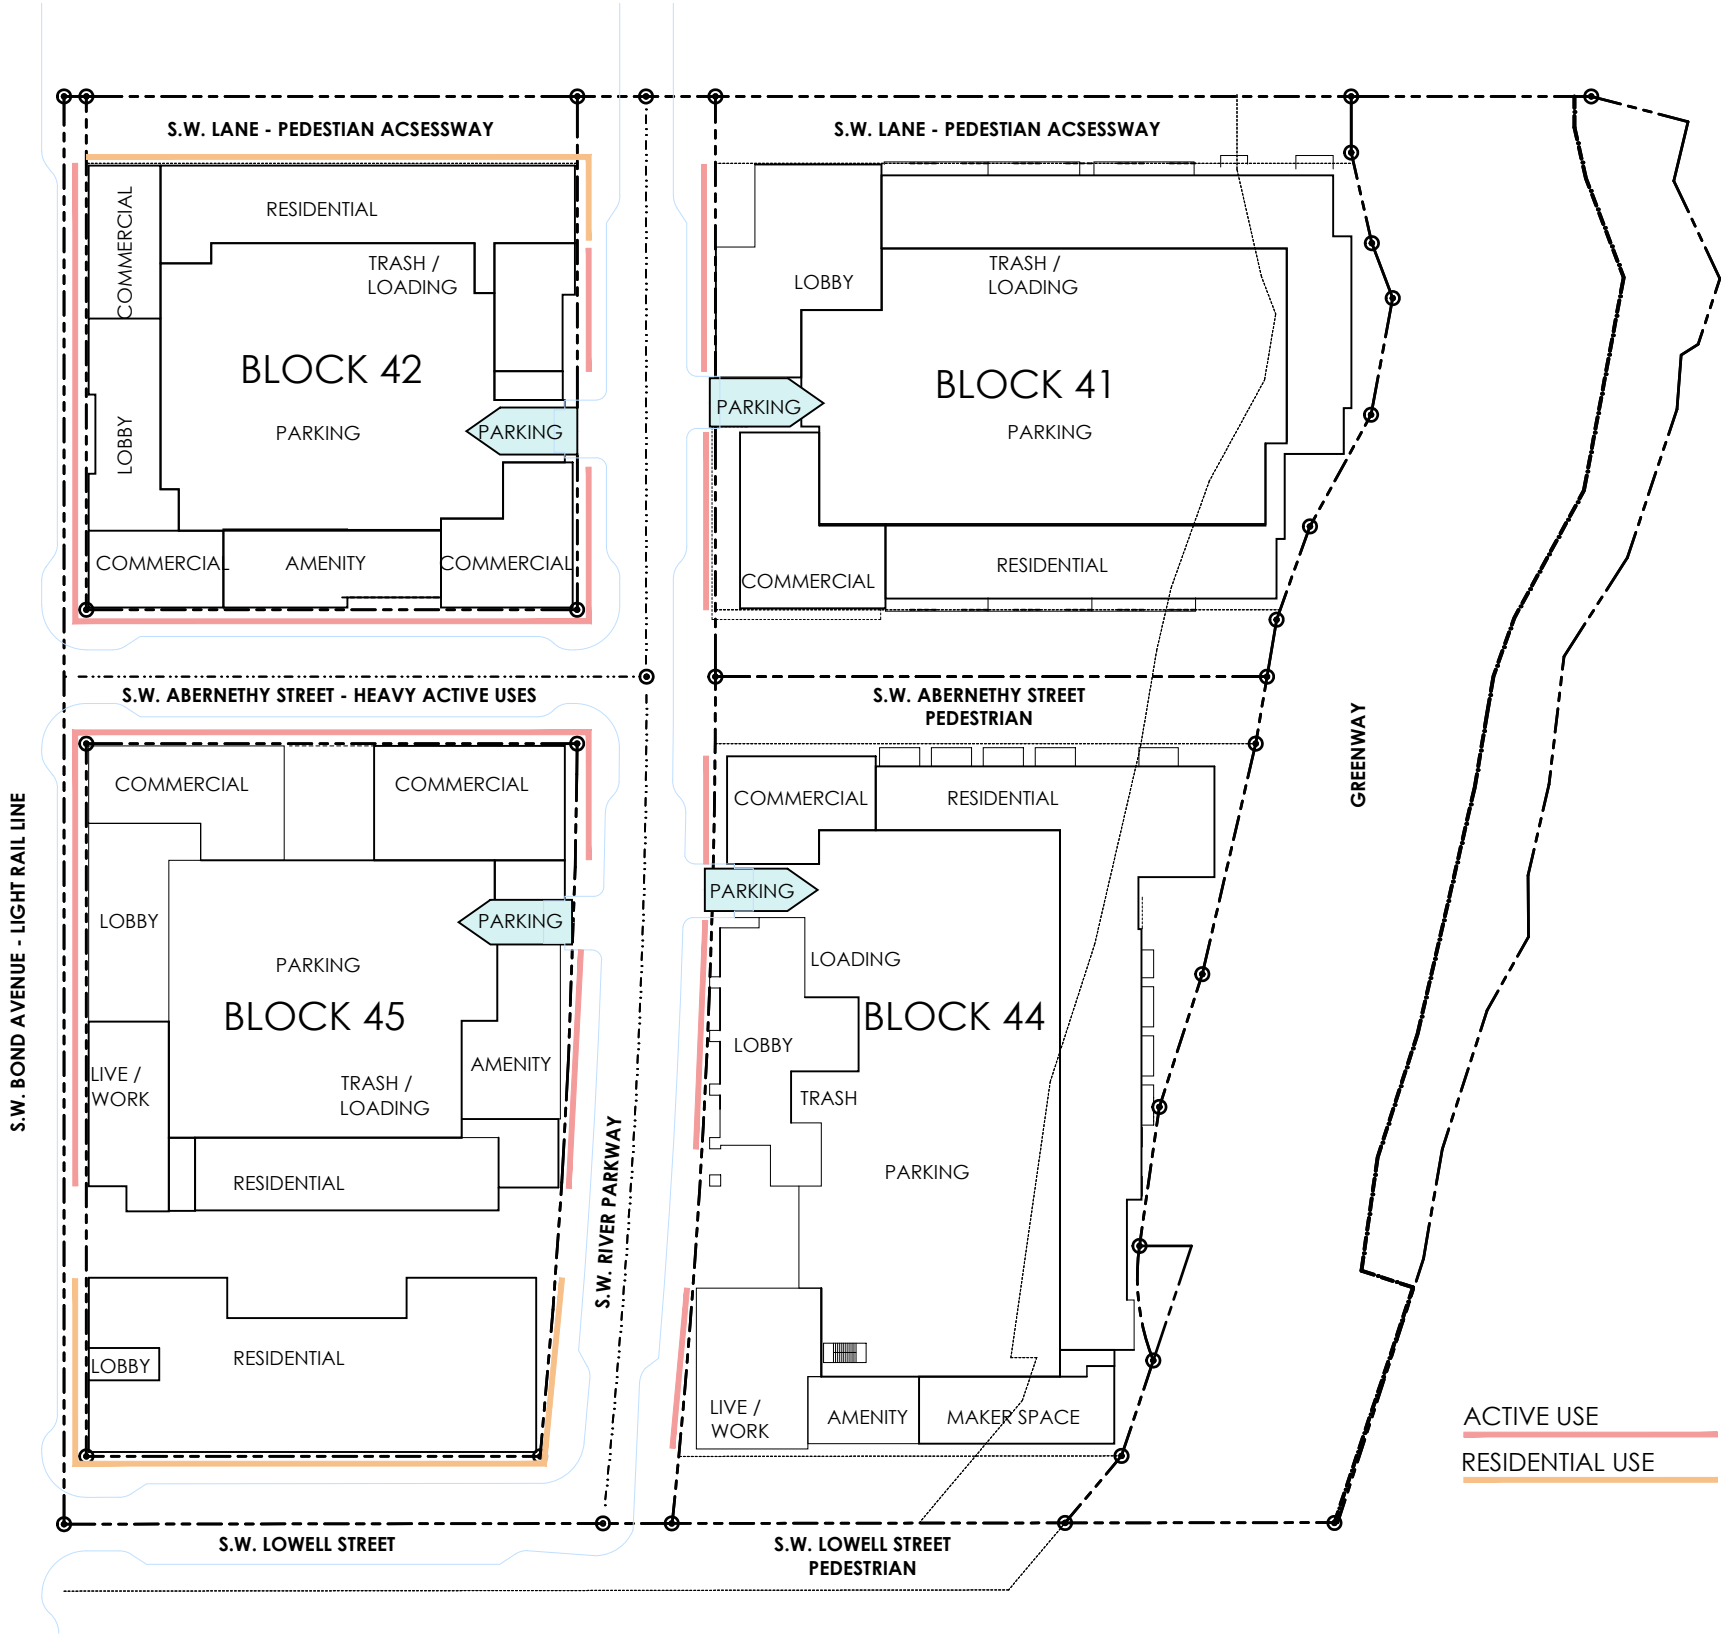 S.W. LANE - PEDESTIAN ACSESSWAY
S.W. LANE - PEDESTIAN ACSESSWAY
COMMERCIAL
RESIDENTIAL
TRASH /
LOADING
BLOCK 42
PARKING
PARKING
LOBBY
COMMERCIAL
AMENITY
COMMERCIAL
LOBBY
TRASH /
LOADING
BLOCK 41
PARKING
PARKING
COMMERCIAL
RESIDENTIAL
S.W. ABERNETHY STREET - HEAVY ACTIVE USES
S.W. ABERNETHY STREET
PEDESTRIAN
GREENWAY
S.W. BOND AVENUE - LIGHT RAIL LINE
COMMERCIAL
COMMERCIAL
LOBBY
PARKING
PARKING
BLOCK 45
LIVE /
WORK
TRASH /
LOADING
AMENITY
RESIDENTIAL
LOBBY
RESIDENTIAL
S.W. RIVER PARKWAY
COMMERCIAL
RESIDENTIAL
PARKING
LOADING
BLOCK 44
LOBBY
TRASH
PARKING
LIVE /
WORK
AMENITY
MAKER SPACE
ACTIVE USE
RESIDENTIAL USE
S.W. LOWELL STREET
S.W. LOWELL STREET
PEDESTRIAN